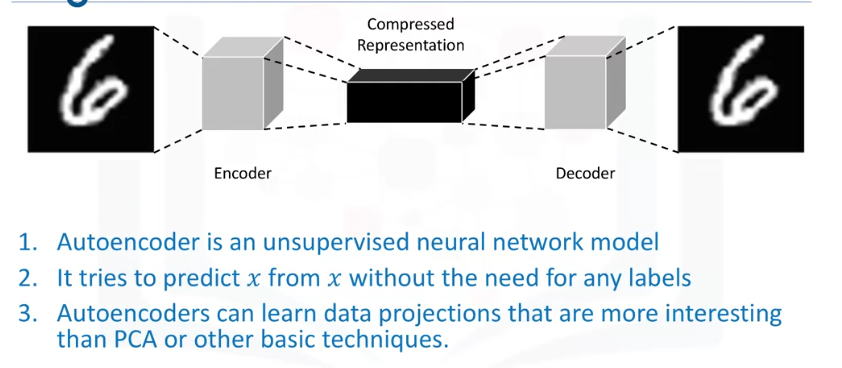 Compressed
Representation
Encoder
Decoder
1. Autoencoder is an unsupervised neural network model
2. It tries to predict x from x without the need for any labels
3. Autoencoders can learn data projections that are more interesting
than PCA or other basic techniques.